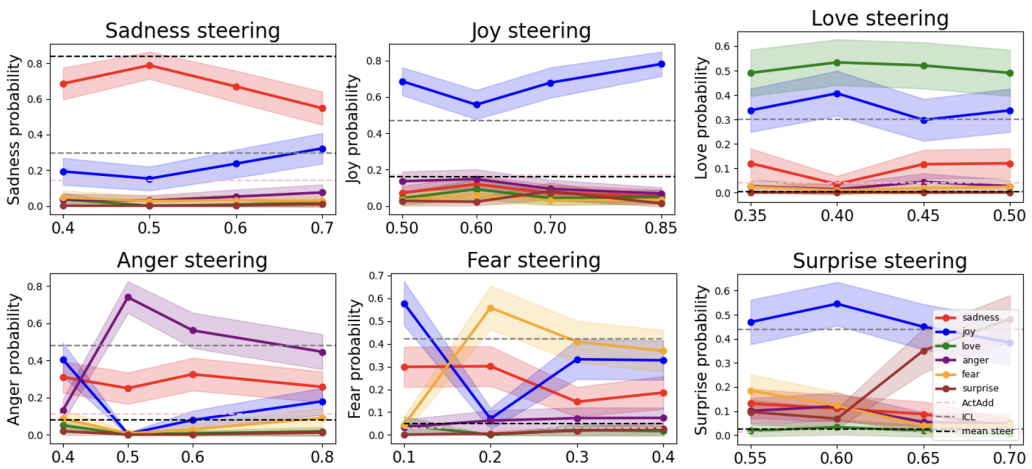 Sadness steering
Sadness probability
0.8
0.6
0.4
0.2
0.0
0.4 0.5 0.6 0.7
Joy steering
Joy probability
0.8
0.6
0.4
0.2
0.0
0.50 0.60 0.70 0.85
Love steering
Love probability
0.6
0.5
0.4
0.3
0.2
0.1
0.0
0.35 0.40 0.45 0.50
Anger steering
Anger probability
0.8
0.6
0.4
0.2
0.0
0.4 0.5 0.6 0.8
Fear steering
Fear probability
0.7
0.6
0.5
0.4
0.3
0.2
0.1
0.0
0.1 0.2 0.3 0.4
Surprise steering
Surprise probability
0.6
0.5
0.4
0.3
0.2
0.1
0.0
0.55 0.60 0.65 0.70
sadness
joy
love
anger
fear
surprise
ActAdd
ICL
mean steer